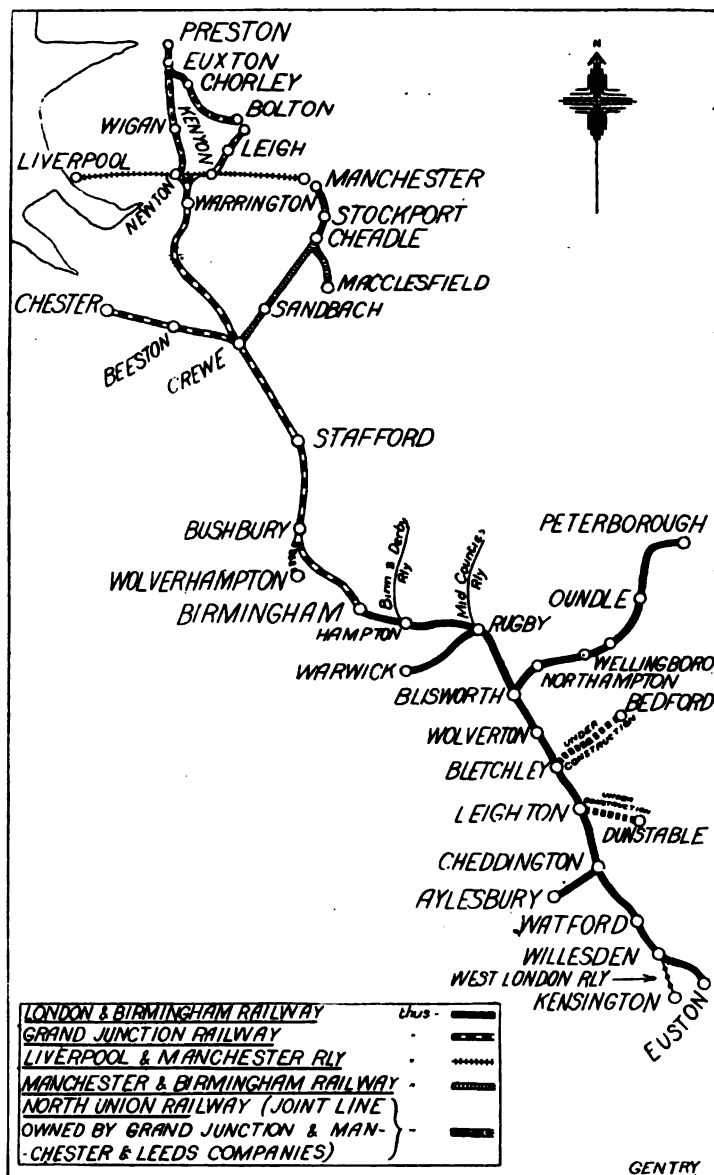 PRESTON
EUXTON
CHORLEY
BOLTON
WIGAN
KENYON
LEIGH
LIVERPOOL
MANCHESTER
NEWTON
WARRINGTON
STOCKPORT
CHEADLE
MACCLESFIELD
CHESTER
SANDBACH
BEESTON
CREWE
STAFFORD
BUSHBURY
WOLVERHAMPTON
BIRMINGHAM
HAMPTON
Birm & Derby
Rly
Mid Counties
Rly
RUGBY
WARWICK
PETERBOROUGH
OUNDLE
WELLINGBORO
NORTHAMPTON
BLISWORTH
BEDFORD
WOLVERTON
UNDER
CONSTRUCTION
BLETCHLEY
LEIGHTON
UNDER
CONSTRUCTION
DUNSTABLE
CHEDDINGTON
AYLESBURY
WATFORD
WILLESDEN
WEST LONDON RLY
KENSINGTON
EUSTON
N
LONDON & BIRMINGHAM RAILWAY thus -
GRAND JUNCTION RAILWAY "
LIVERPOOL & MANCHESTER RLY "
MANCHESTER & BIRMINGHAM RAILWAY "
NORTH UNION RAILWAY (JOINT LINE
OWNED BY GRAND JUNCTION & MAN- "
-CHESTER & LEEDS COMPANIES)
GENTRY